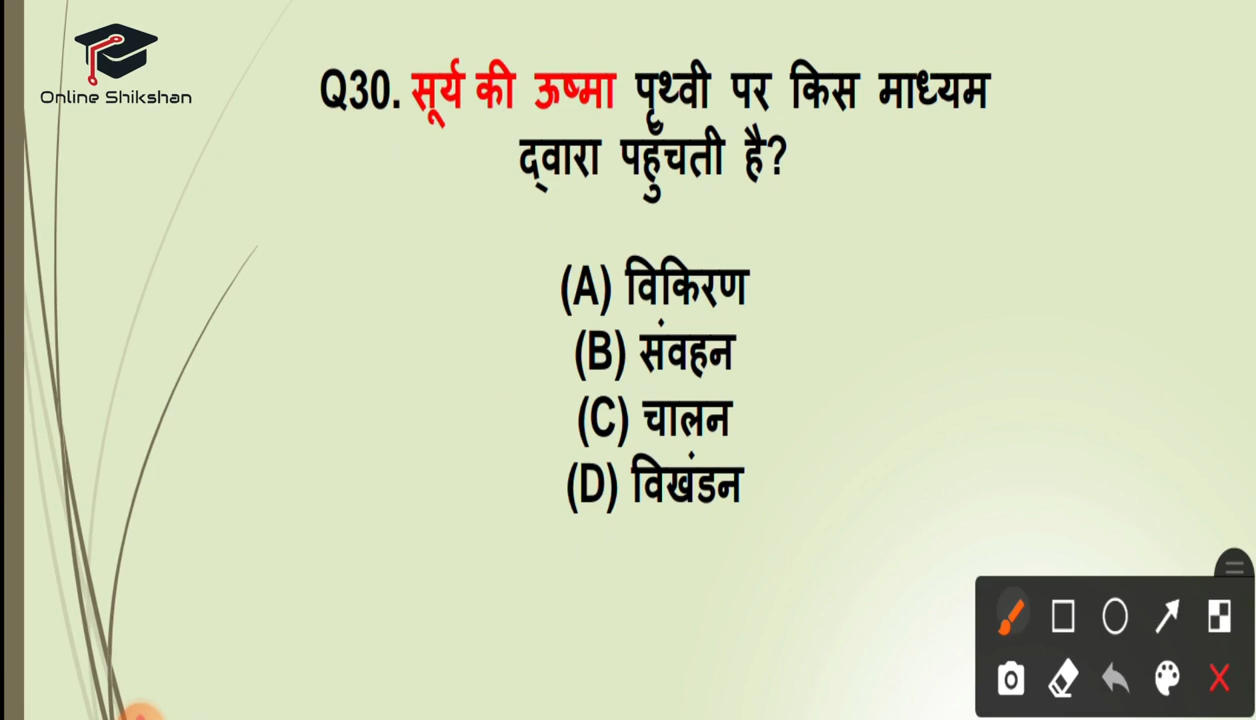 Online Shikshan
Q30. सूर्य की ऊष्मा पृथ्वी पर किस माध्यम
द्वारा पहुँचती है?
(A) विकिरण
(B) संवहन
(C) चालन
(D) विखंडन